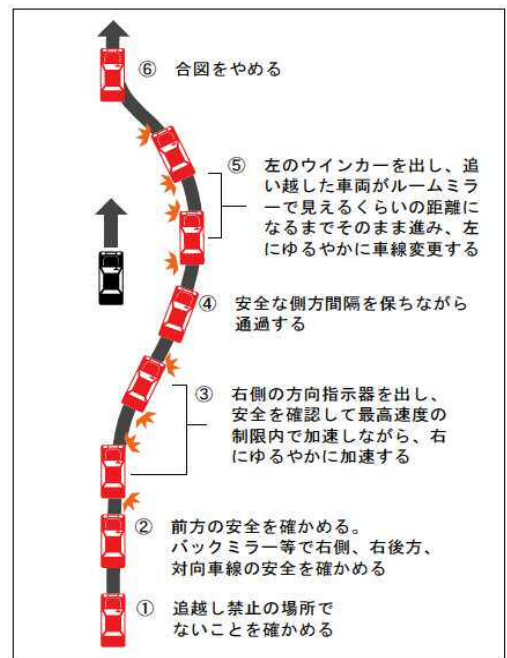 ⑥ 合図をやめる
⑤ 左のウインカーを出し、追
い越した車両がルームミラ
ーで見えるくらいの距離に
なるまでそのまま進み、左
にゆるやかに車線変更する
④ 安全な側方間隔を保ちながら
通過する
③ 右側の方向指示器を出し、
安全を確認して最高速度の
制限内で加速しながら、右
にゆるやかに加速する
② 前方の安全を確かめる。
バックミラー等で右側、右後方、
対向車線の安全を確かめる
① 追越し禁止の場所で
ないことを確かめる